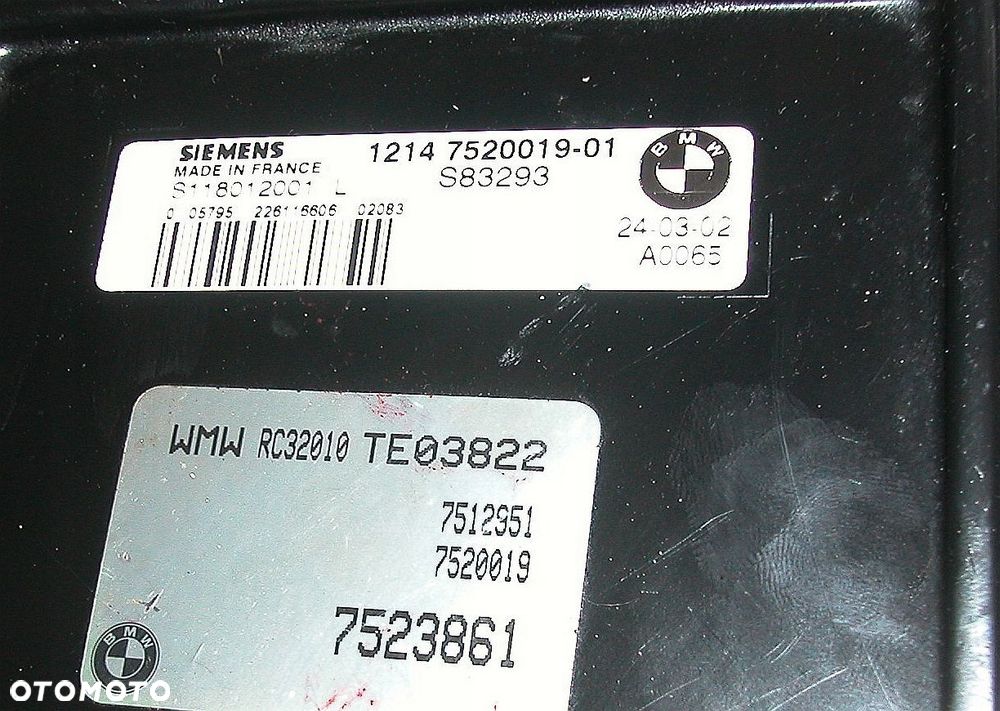 SIEMENS
MADE IN FRANCE
S118012001 L
0 05795 226116606 02083
1214 7520019-01
S83293
BMW
24-03-02
A0065
WMW RC32010 TE03822
7512951
7520019
7523861
BMW
OTOMOTO